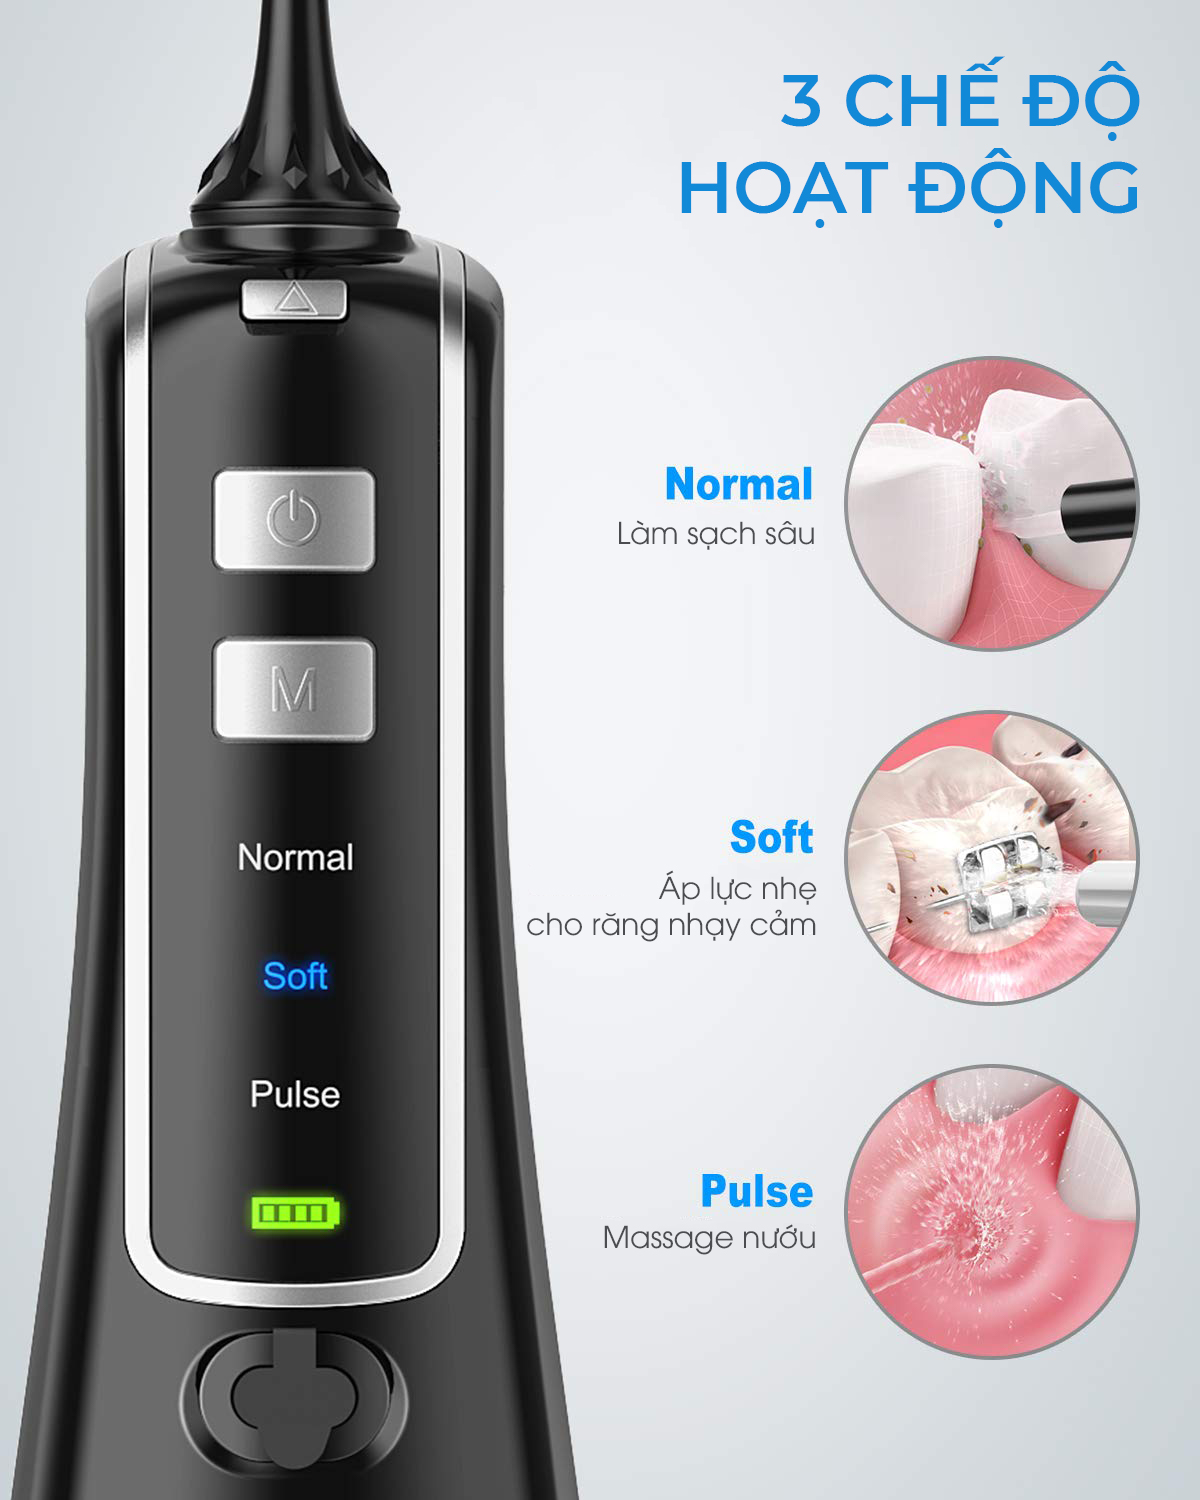 3 CHẾ ĐỘ
HOẠT ĐỘNG
M
Normal
Soft
Pulse
Normal
Làm sạch sâu
Soft
Áp lực nhẹ
cho răng nhạy cảm
Pulse
Massage nướu